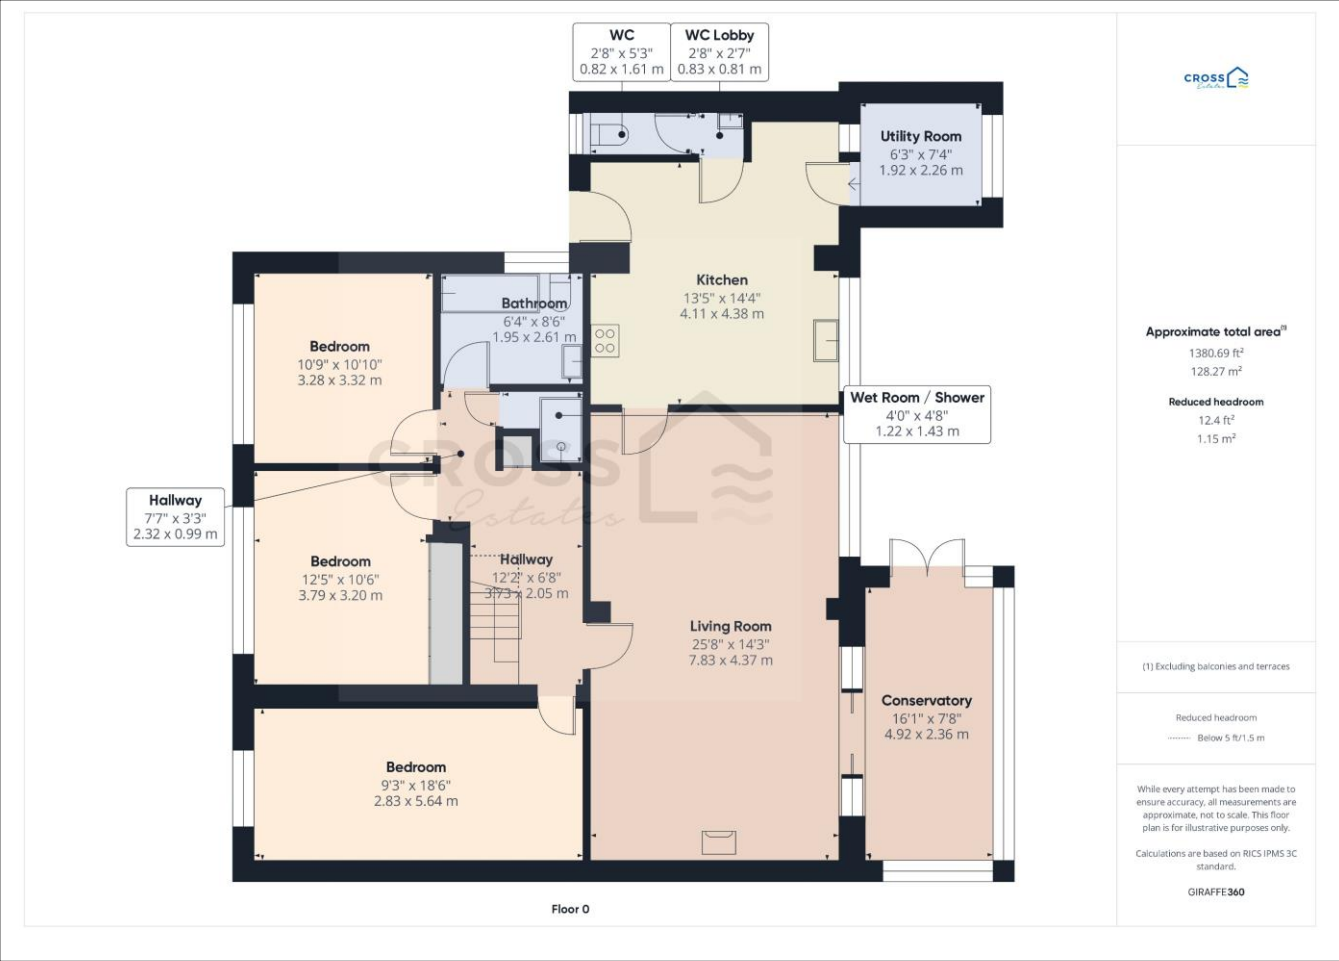 WC
2'8" x 5'3"
0.82 x 1.61 m
WC Lobby
2'8" x 2'7"
0.83 x 0.81 m
CROSS
Estates
Utility Room
6'3" x 7'4"
1.92 x 2.26 m
Kitchen
13'5" x 14'4"
4.11 x 4.38 m
Bathroom
6'4" x 8'6"
1.95 x 2.61 m
Bedroom
10'9" x 10'10"
3.28 x 3.32 m
Wet Room / Shower
4'0" x 4'8"
1.22 x 1.43 m
CROSS
Estates
Hallway
7'7" x 3'3"
2.32 x 0.99 m
Bedroom
12'5" x 10'6"
3.79 x 3.20 m
Hallway
12'2" x 6'8"
3.73 x 2.05 m
Living Room
25'8" x 14'3"
7.83 x 4.37 m
Conservatory
16'1" x 7'8"
4.92 x 2.36 m
Bedroom
9'3" x 18'6"
2.83 x 5.64 m
Floor 0
Approximate total area(1)
1380.69 ft²
128.27 m²
Reduced headroom
12.4 ft²
1.15 m²
(1) Excluding balconies and terraces
Reduced headroom
Below 5 ft/1.5 m
While every attempt has been made to
ensure accuracy, all measurements are
approximate, not to scale. This floor
plan is for illustrative purposes only.
Calculations are based on RICS IPMS 3C
standard.
GIRAFFE360